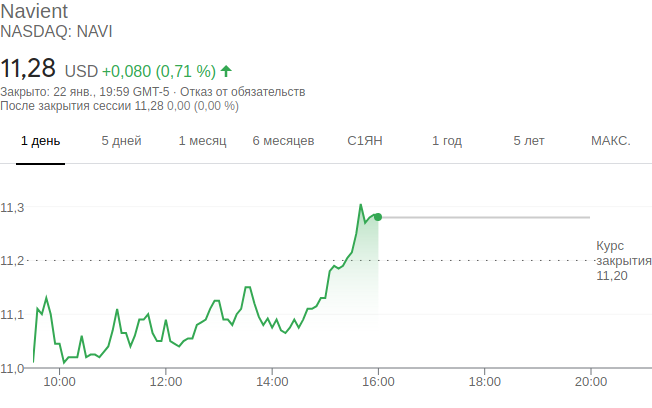 Navient
NASDAQ: NAVI
11,28 USD +0,080 (0,71 %)
Закрыто: 22 янв., 19:59 GMT-5 · Отказ от обязательств
После закрытия сессии 11,28 0,00 (0,00 %)
1 день 5 дней 1 месяц 6 месяцев С1ЯН 1 год 5 лет МАКС.
11,3
Курс
11,2 закрытия
11,20
11,1
11,0
10:00 12:00 14:00 16:00 18:00 20:00